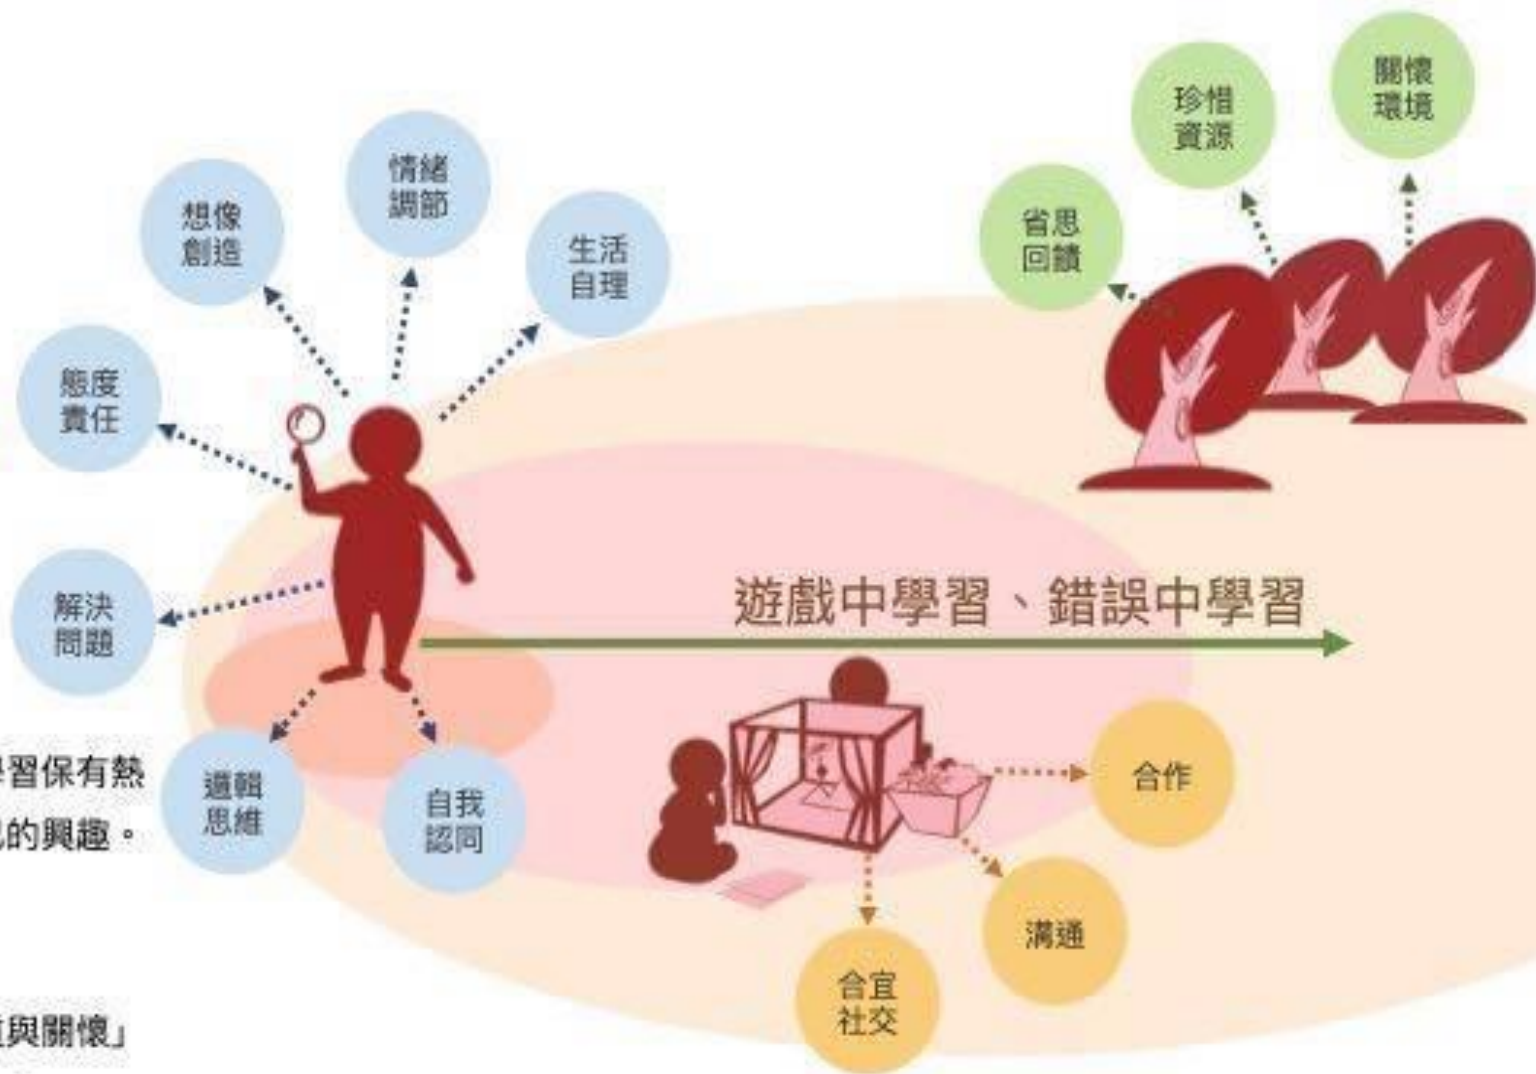 關懷
環境
珍惜
資源
省思
回饋
情緒
調節
想像
創造
生活
自理
態度
責任
解決
問題
遊戲中學習、錯誤中學習
邏輯
思維
自我
認同
合作
溝通
合宜
社交
學習保有熱
的興趣。
與關懷」